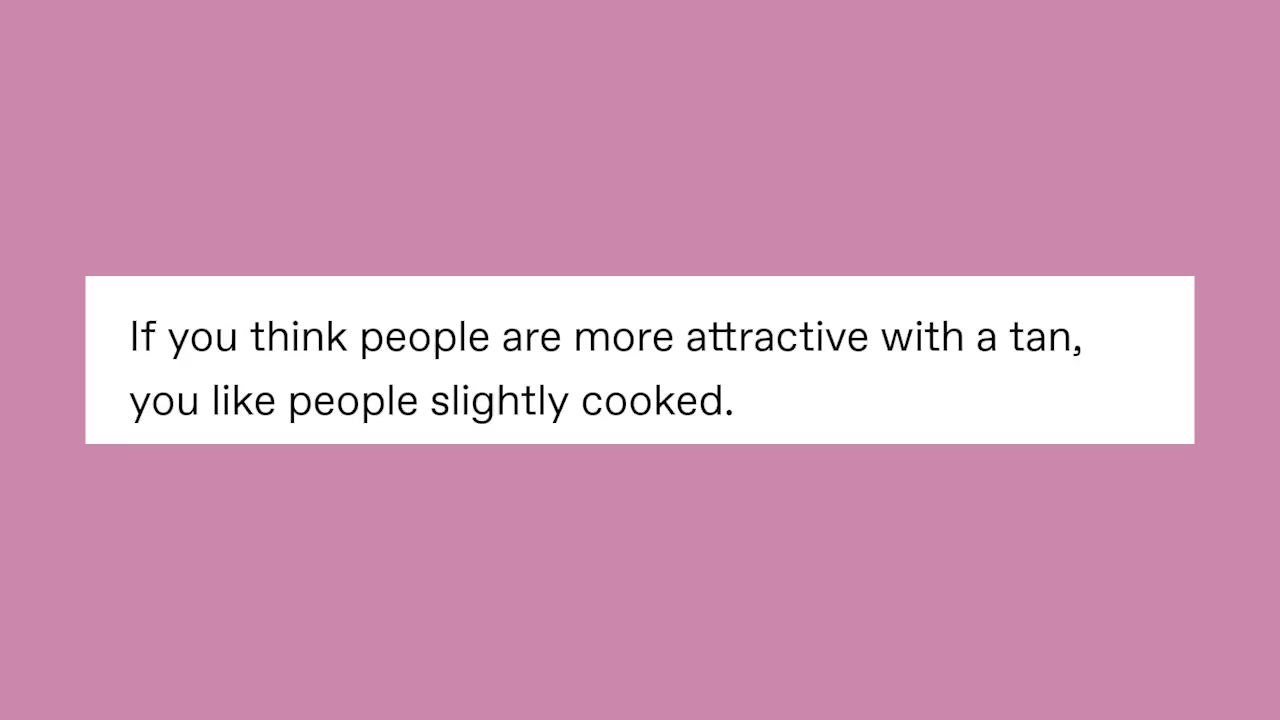 If you think people are more attractive with a tan,
you like people slightly cooked.